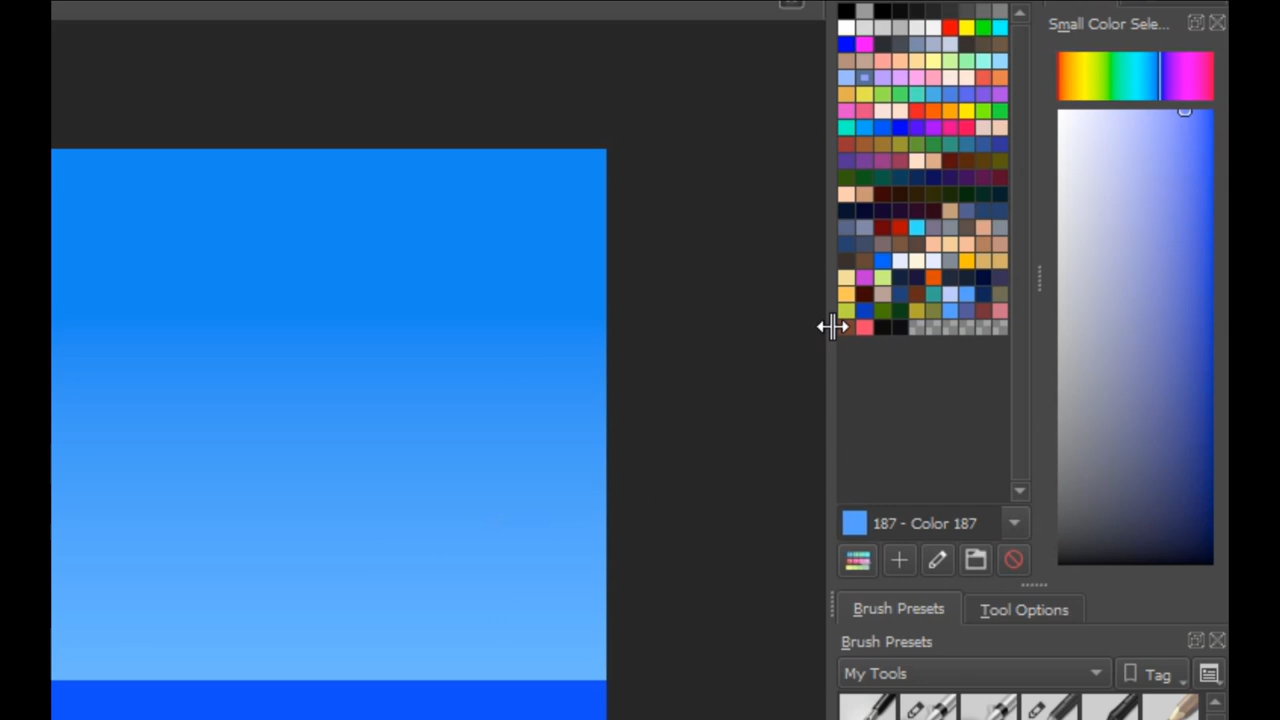 Small Color Sele...
187 - Color 187
Brush Presets
Tool Options
Brush Presets
My Tools
Tag